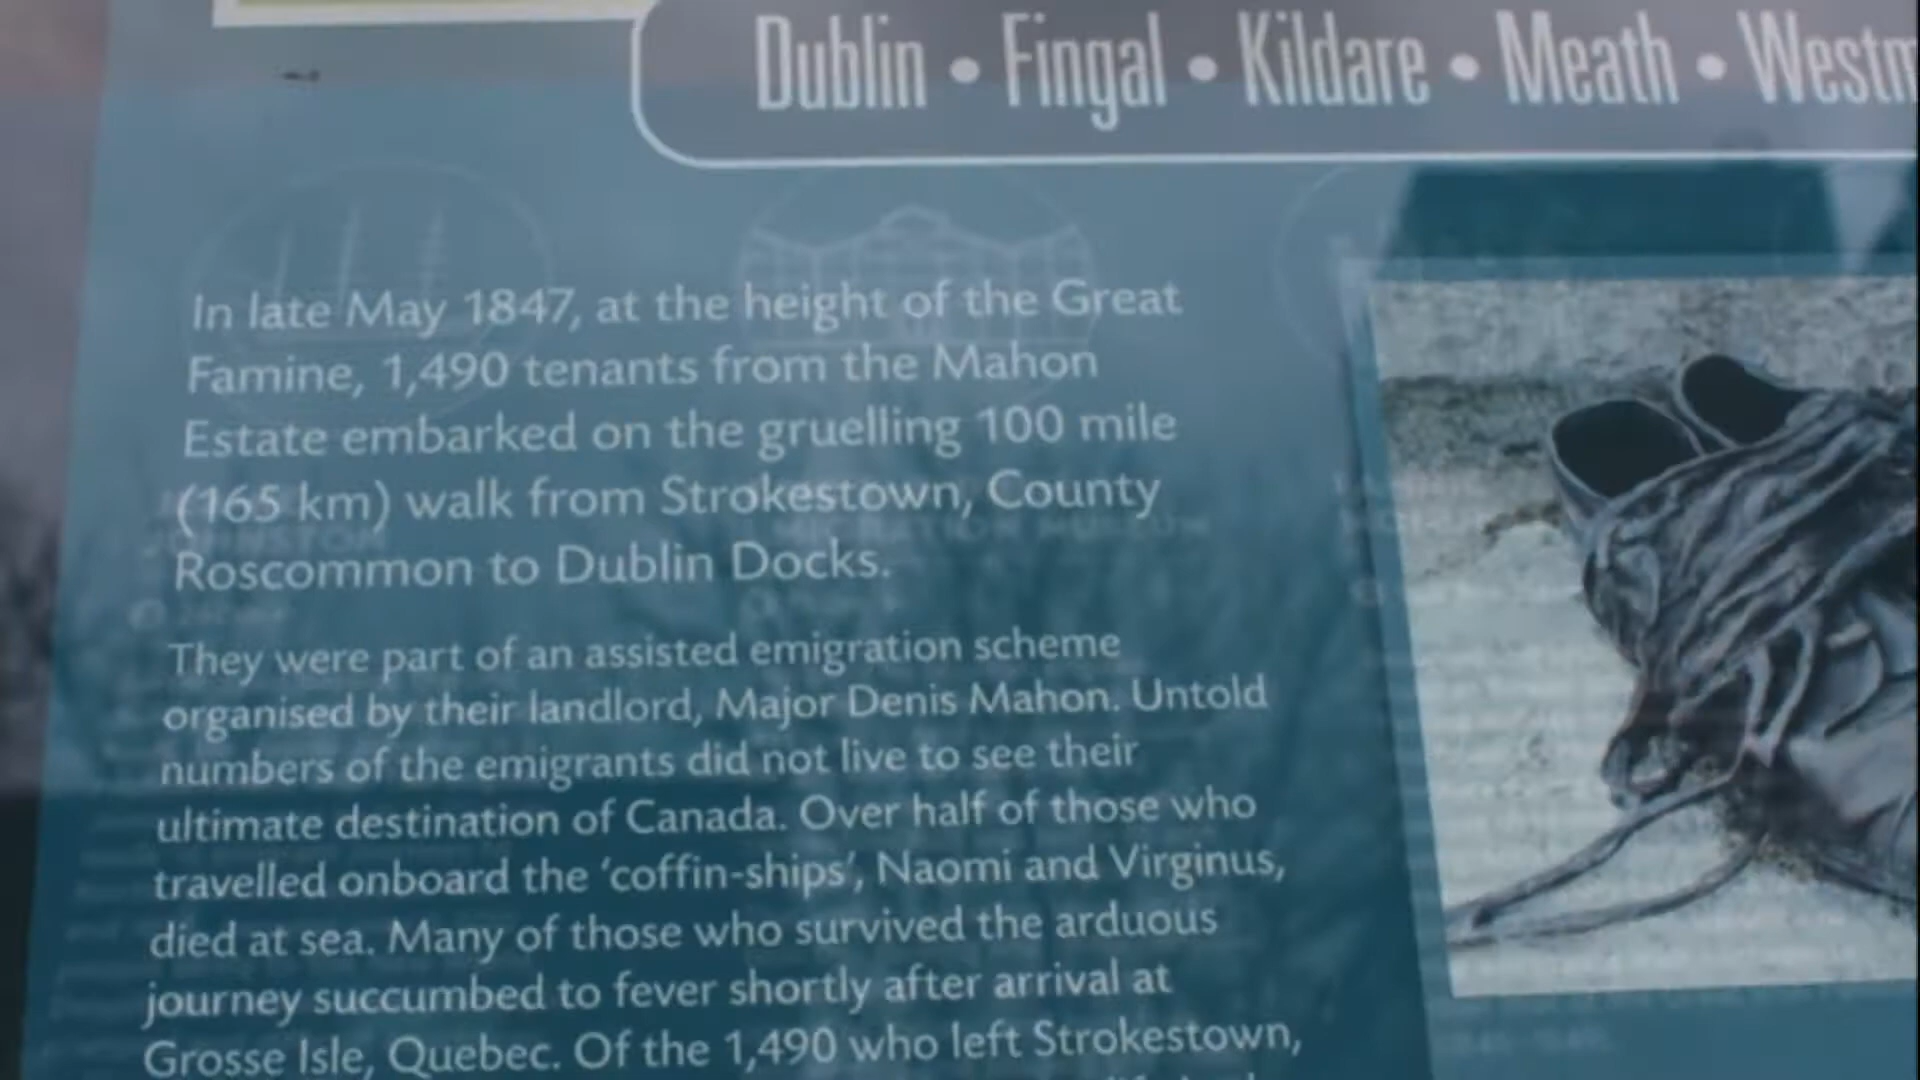 Dublin • Fingal • Kildare • Meath • Westm
In late May 1847, at the height of the Great
Famine, 1,490 tenants from the Mahon
Estate embarked on the gruelling 100 mile
(165 km) walk from Strokestown, County
Roscommon to Dublin Docks.
They were part of an assisted emigration scheme
organised by their landlord, Major Denis Mahon. Untold
numbers of the emigrants did not live to see their
ultimate destination of Canada. Over half of those who
travelled onboard the ‘coffin-ships’, Naomi and Virginus,
died at sea. Many of those who survived the arduous
journey succumbed to fever shortly after arrival at
Grosse Isle, Quebec. Of the 1,490 who left Strokestown,